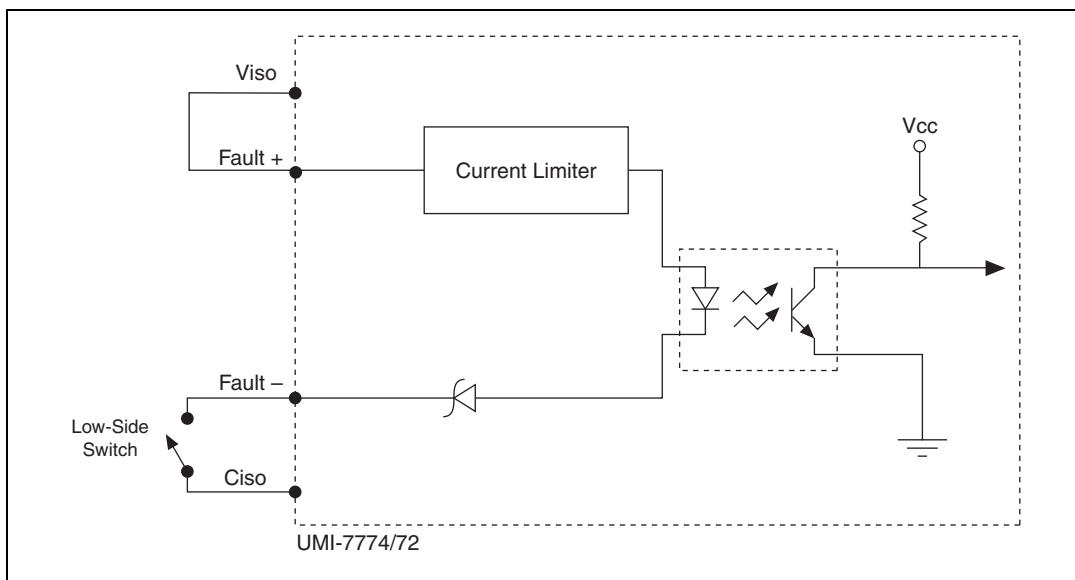 Viso
Fault +
Current Limiter
Vcc
Fault –
Low-Side
Switch
Ciso
UMI-7774/72